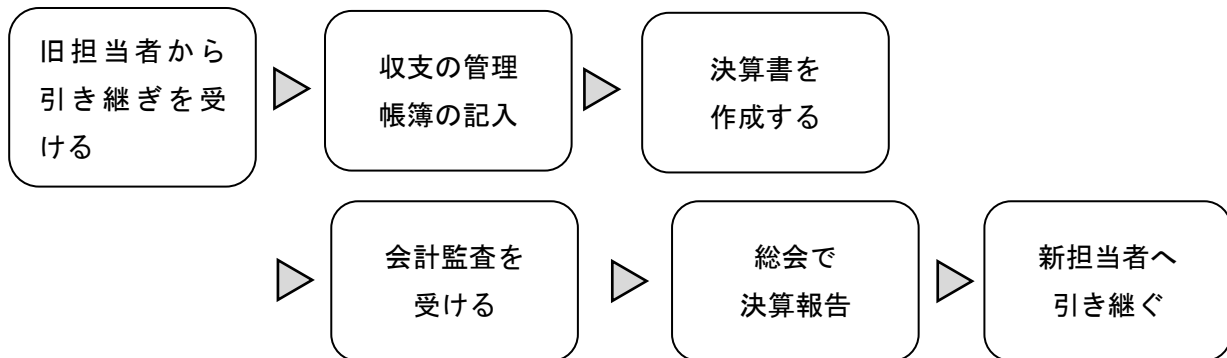 旧担当者から
引き継ぎを受
ける
収支の管理
帳簿の記入
決算書を
作成する
会計監査を
受ける
総会で
決算報告
新担当者へ
引き継ぐ